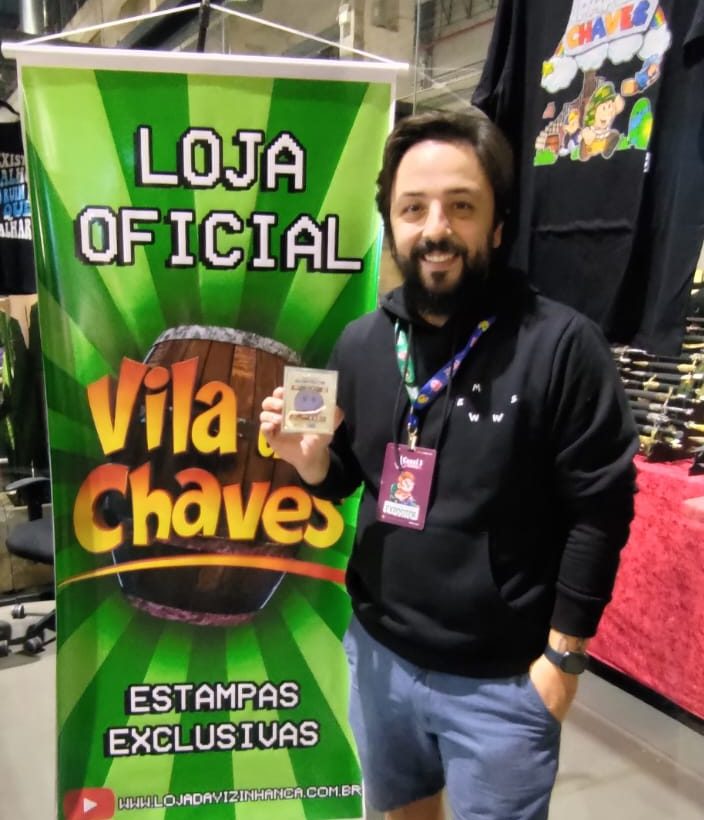 LOJA
OFICIAL
Vila
Chaves
ESTAMPAS
EXCLUSIVAS
WWW.LOJADAVIZINHANCA.COM.BR
CHAVES
M
E S
W W